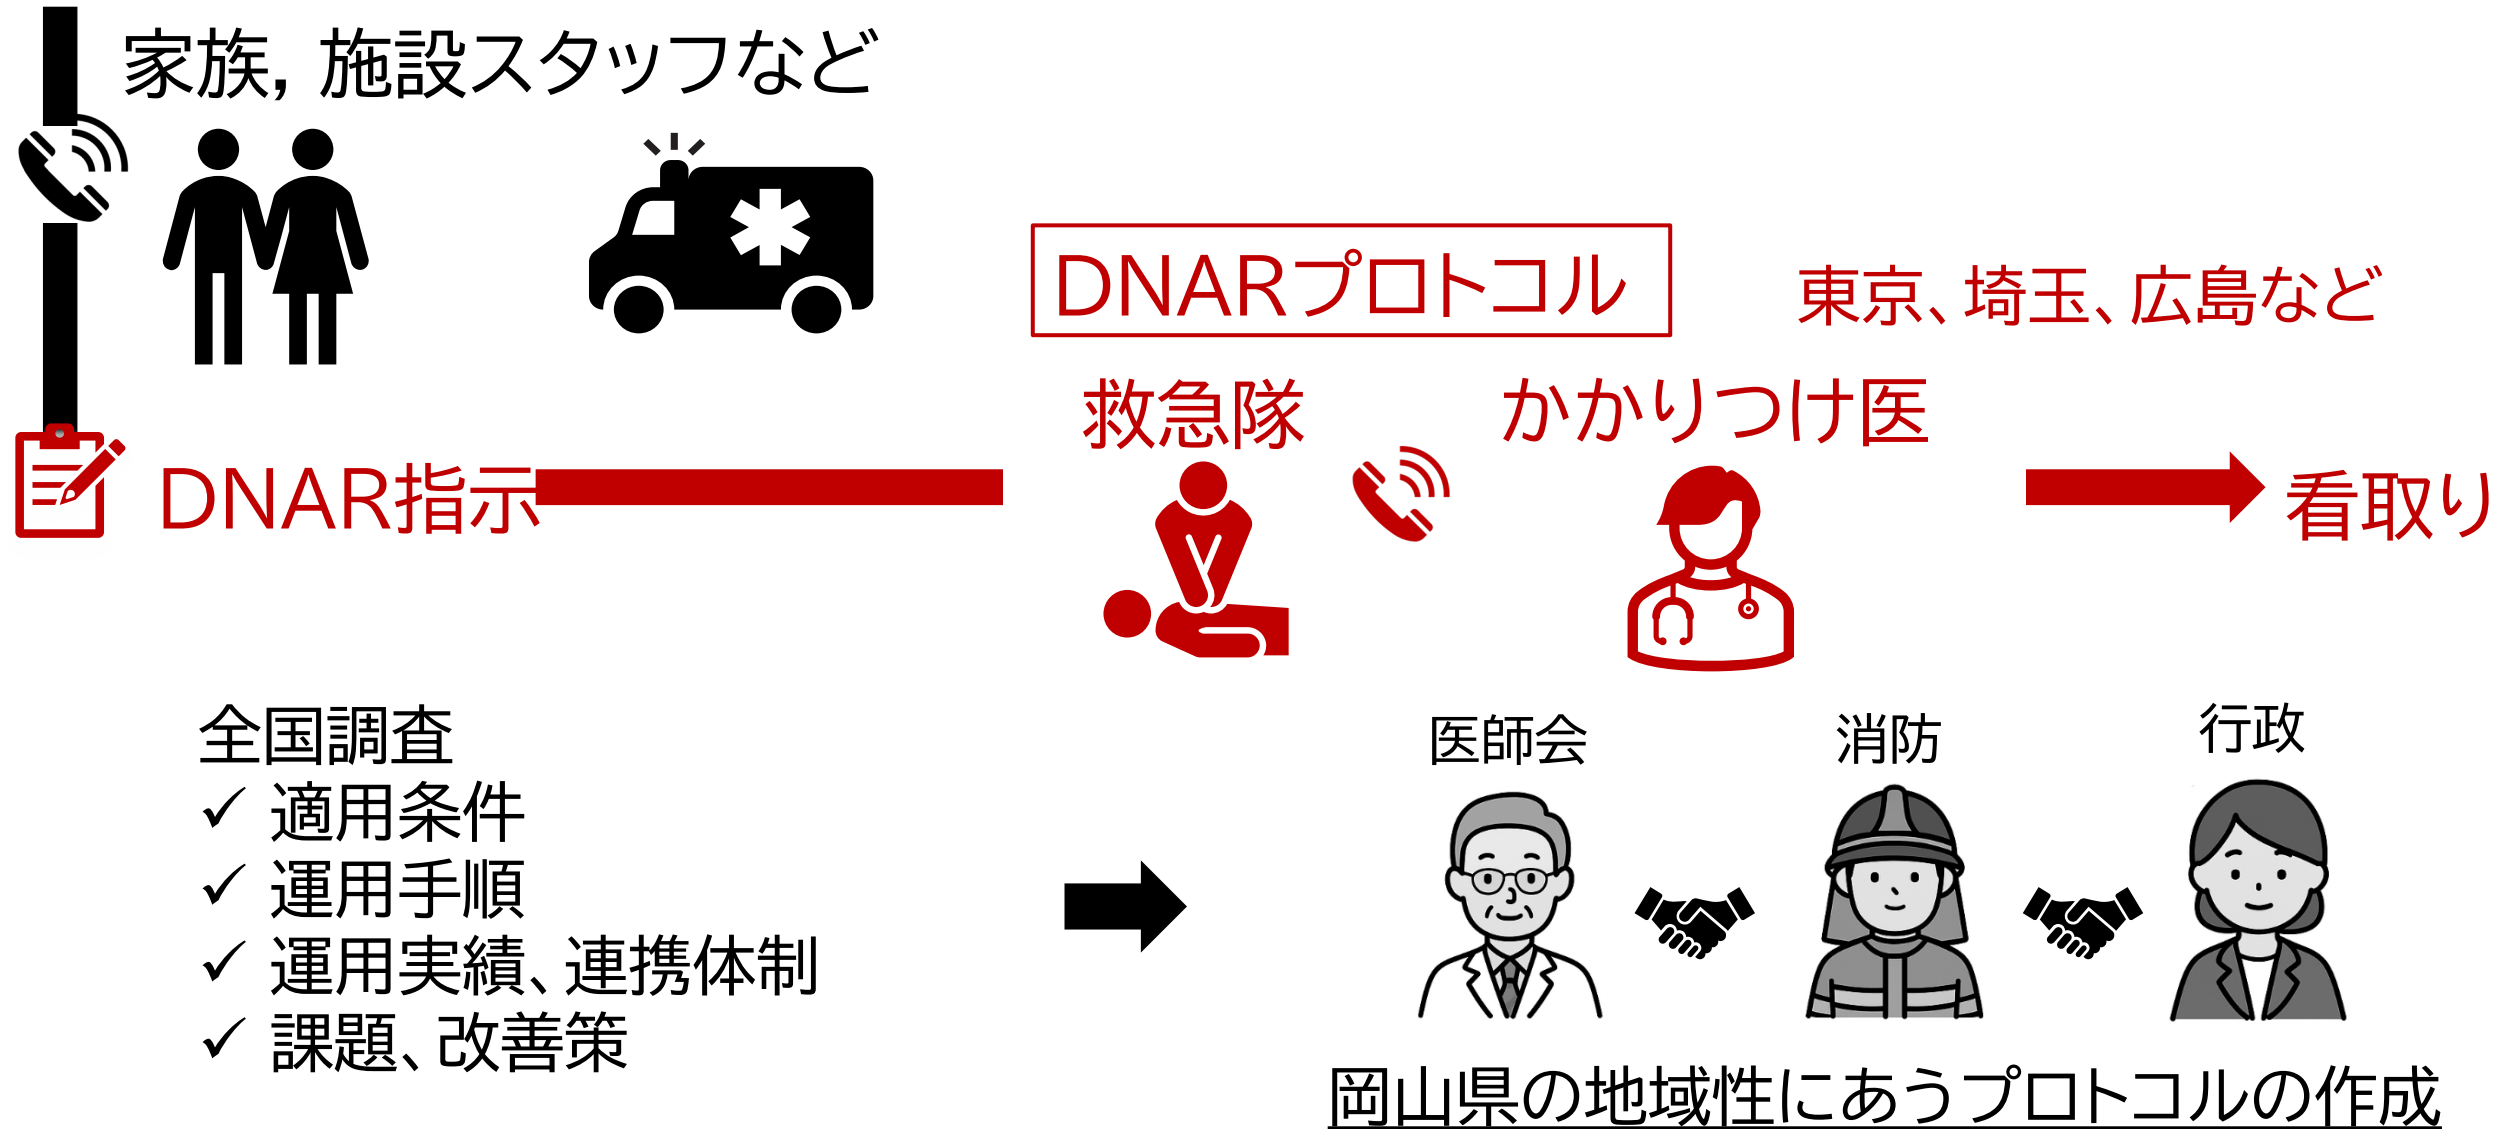 家族, 施設スタッフなど
DNARプロトコル
東京、埼玉、広島など
救急隊
かかりつけ医
DNAR指示
看取り
全国調査
✓ 適用条件
✓ 運用手順
✓ 運用実績、連携体制
✓ 課題、改善策
医師会
消防
行政
岡山県の地域性にあうプロトコルの作成